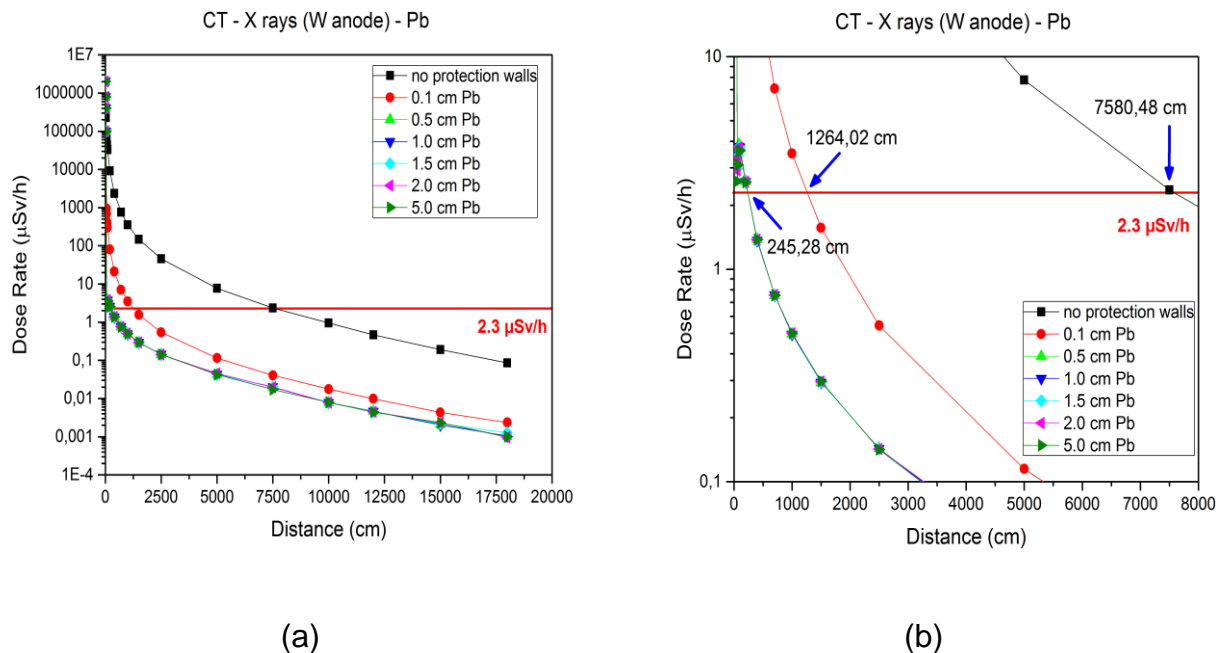 CT - X rays (W anode) - Pb
1E7
1000000
100000
10000
1000
100
10
1
0,1
0,01
0,001
1E-4
Dose Rate (µSv/h)
no protection walls
0.1 cm Pb
0.5 cm Pb
1.0 cm Pb
1.5 cm Pb
2.0 cm Pb
5.0 cm Pb
2.3 µSv/h
0 2500 5000 7500 10000 12500 15000 17500 20000
Distance (cm)
(a)
CT - X rays (W anode) - Pb
10
1
0,1
Dose Rate (µSv/h)
7580,48 cm
1264,02 cm
2.3 µSv/h
245,28 cm
no protection walls
0.1 cm Pb
0.5 cm Pb
1.0 cm Pb
1.5 cm Pb
2.0 cm Pb
5.0 cm Pb
0 1000 2000 3000 4000 5000 6000 7000 8000
Distance (cm)
(b)